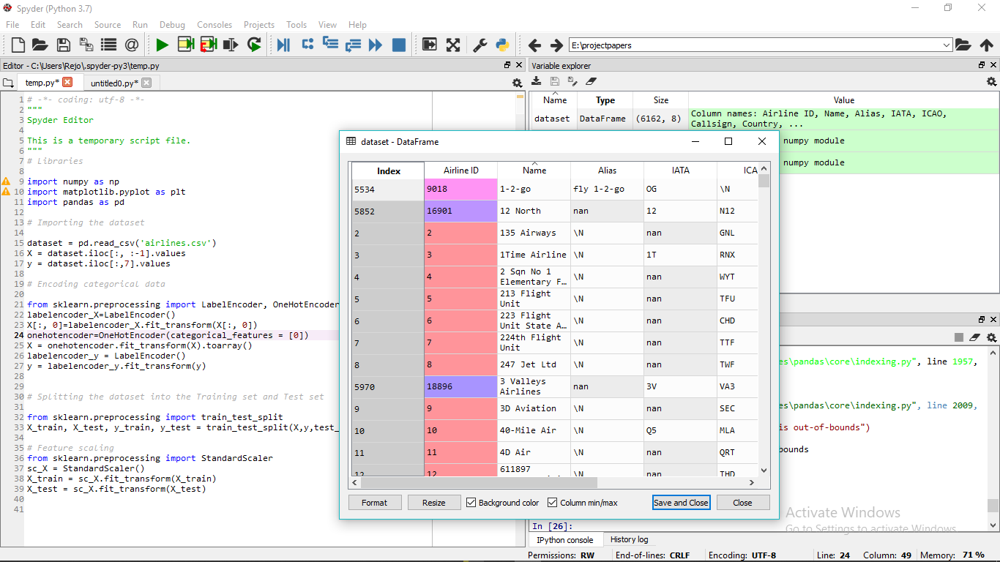 Spyder (Python 3.7)
File Edit Search Source Run Debug Consoles Projects Tools View Help
E:\projectpapers
Editor - C:\Users\Rejo\.spyder-py3\temp.py
temp.py* untitled0.py*
1 # -*- coding: utf-8 -*-
2 """
3 Spyder Editor
4
5 This is a temporary script file.
6 """
7 # Libraries
8
9 import numpy as np
10 import matplotlib.pyplot as plt
11 import pandas as pd
12
13 # Importing the dataset
14
15 dataset = pd.read_csv('airlines.csv')
16 X = dataset.iloc[:, :-1].values
17 y = dataset.iloc[:,7].values
18
19 # Encoding categorical data
20
21 from sklearn.preprocessing import LabelEncoder, OneHotEncoder
22 labelencoder_X=LabelEncoder()
23 X[:, 0]=labelencoder_X.fit_transform(X[:, 0])
24 onehotencoder=OneHotEncoder(categorical_features = [0])
25 X = onehotencoder.fit_transform(X).toarray()
26 labelencoder_y = LabelEncoder()
27 y = labelencoder_y.fit_transform(y)
28
29
30 # Splitting the dataset into the Training set and Test set
31
32 from sklearn.preprocessing import train_test_split
33 X_train, X_test, y_train, y_test = train_test_split(X,y,test_
34
35 # Feature scaling
36 from sklearn.preprocessing import StandardScaler
37 sc_X = StandardScaler()
38 X_train = sc_X.fit_transform(X_train)
39 X_test = sc_X.fit_transform(X_test)
40
41
Variable explorer
Name Type Size Value
dataset DataFrame (6162, 8) Column names: Airline ID, Name, Alias, IATA, ICAO,
Callsign, Country, ...
numpy module
numpy module
dataset - DataFrame
Index Airline ID Name Alias IATA ICA
5534 9018 1-2-go fly 1-2-go OG \N
5852 16901 12 North nan 12 N12
2 2 135 Airways \N nan GNL
3 3 1Time Airline \N 1T RNX
4 4 2 Sqn No 1
Elementary F... \N nan WYT
5 5 213 Flight
Unit \N nan TFU
6 6 223 Flight
Unit State A... \N nan CHD
7 7 224th Flight
Unit \N nan TTF
8 8 247 Jet Ltd \N nan TWF
5970 18896 3 Valleys
Airlines nan 3V VA3
9 9 3D Aviation \N nan SEC
10 10 40-Mile Air \N Q5 MLA
11 11 4D Air \N nan QRT
12 12 611897 \N nan THD
Format Resize Background color Column min/max Save and Close Close
es\pandas\core\indexing.py", line 1957,
es\pandas\core\indexing.py", line 2009,
is out-of-bounds")
bounds
Activate Windows
Go to Settings to activate Windows.
In [26]:
IPython console History log
Permissions: RW End-of-lines: CRLF Encoding: UTF-8 Line: 24 Column: 49 Memory: 71 %